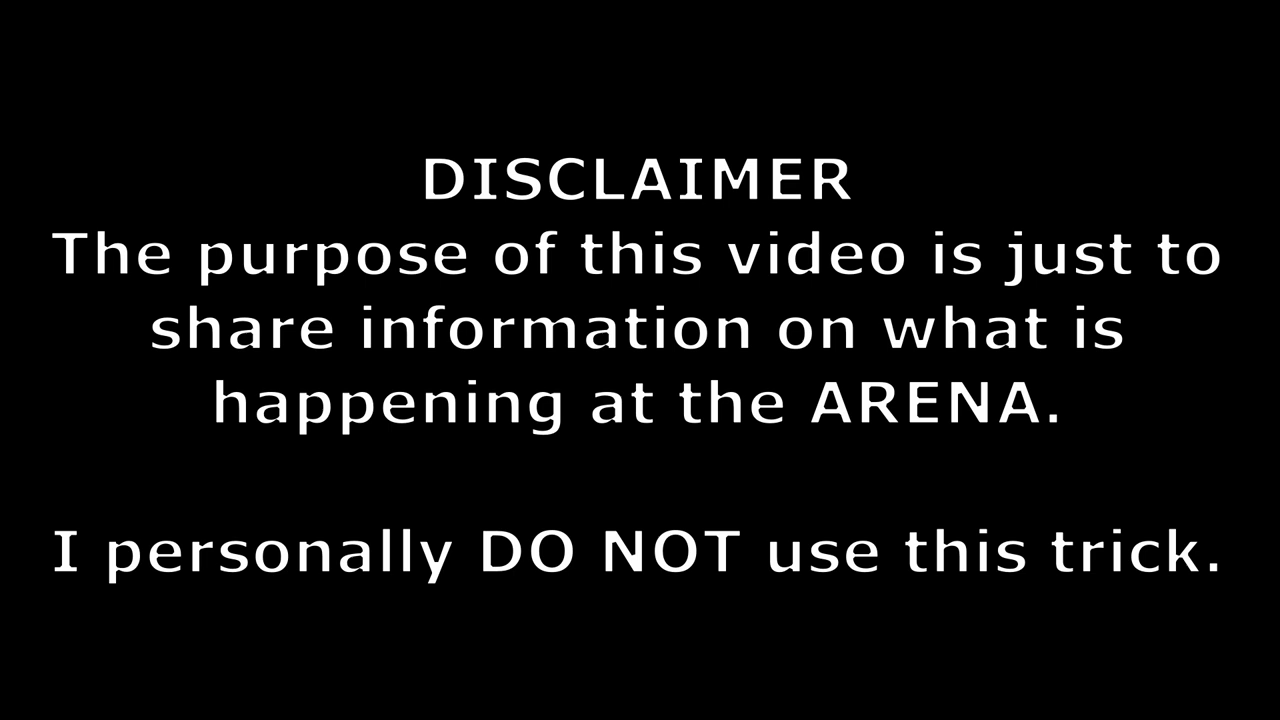 DISCLAIMER
The purpose of this video is just to
share information on what is
happening at the ARENA.
I personally DO NOT use this trick.